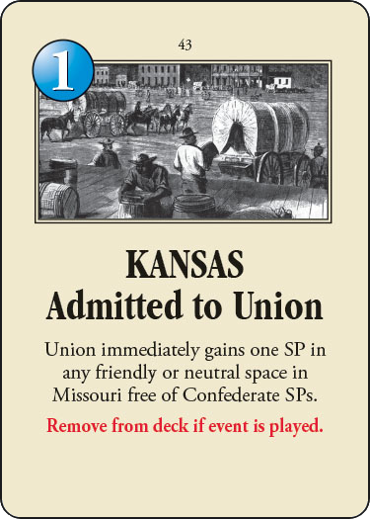 43
1
KANSAS
Admitted to Union
Union immediately gains one SP in
any friendly or neutral space in
Missouri free of Confederate SPs.
Remove from deck if event is played.